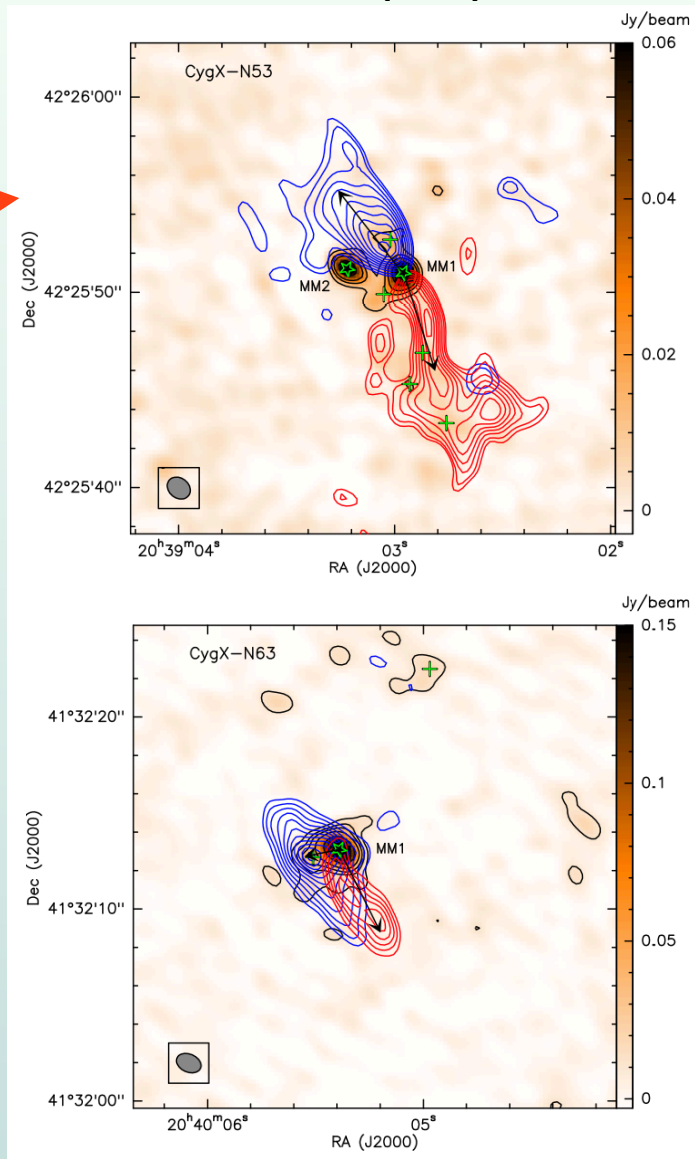 Jy/beam
0.06
CygX-N53
42°26'00''
0.04
Dec (J2000)
MM1
MM2
42°25'50''
0.02
42°25'40''
0
20ʰ39ᵐ04ˢ
03ˢ
02ˢ
RA (J2000)
Jy/beam
0.15
CygX-N63
41°32'20''
0.1
MM1
Dec (J2000)
41°32'10''
0.05
41°32'00''
0
20ʰ40ᵐ06ˢ
05ˢ
RA (J2000)